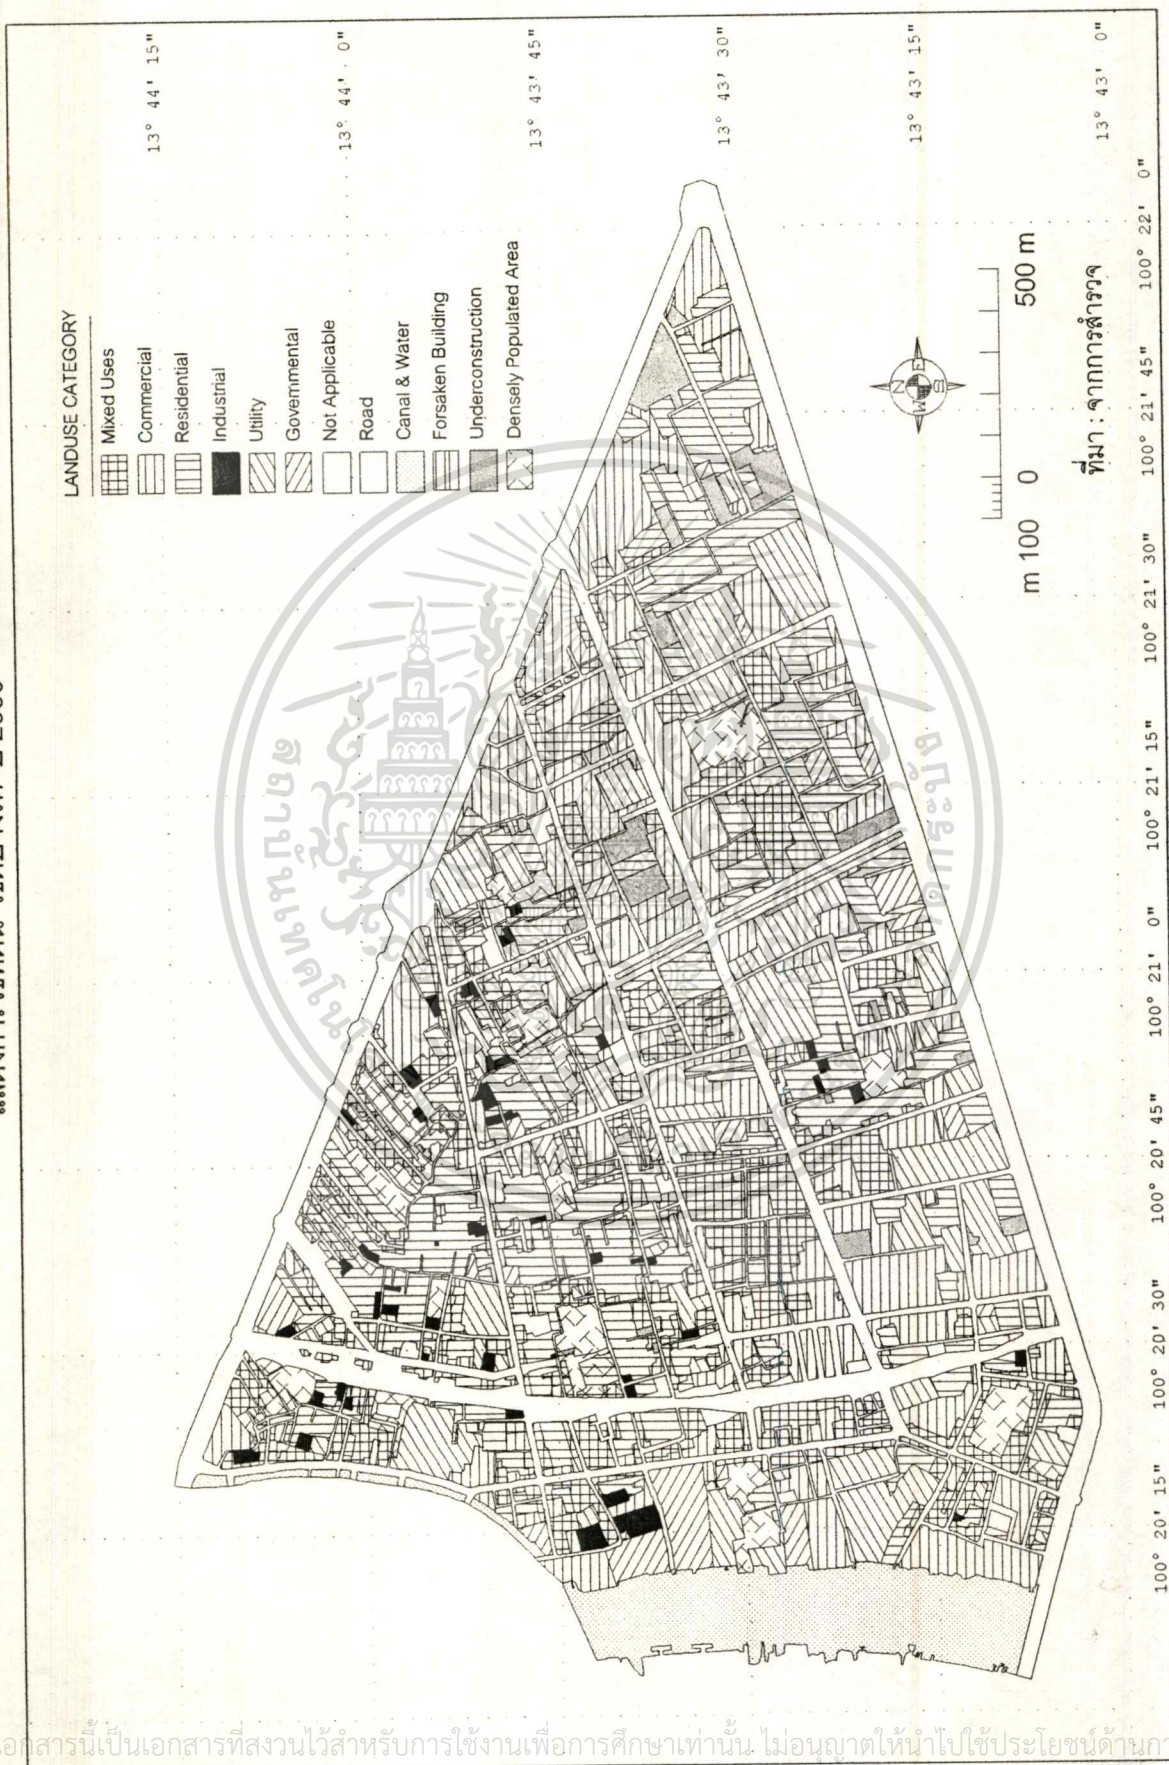 LANDUSE CATEGORY
Mixed Uses
Commercial
Residential
Industrial
Utility
Governmental
Not Applicable
Road
Canal & Water
Forsaken Building
Underconstruction
Densely Populated Area
13° 44' 15"
13° 44' 0"
13° 43' 45"
13° 43' 30"
13° 43' 15"
13° 43' 0"
100° 20' 15"
100° 20' 30"
100° 20' 45"
100° 21' 0"
100° 21' 15"
100° 21' 30"
100° 21' 45"
100° 22' 0"
N
E
S
W
m 100 0 500 m
ที่มา : จากการสำรวจ
เอกสารนี้เป็นเอกสารที่สงวนไว้สำหรับการใช้งานเพื่อการศึกษาเท่านั้น ไม่อนุญาตให้นำไปใช้ประโยชน์ด้านกา